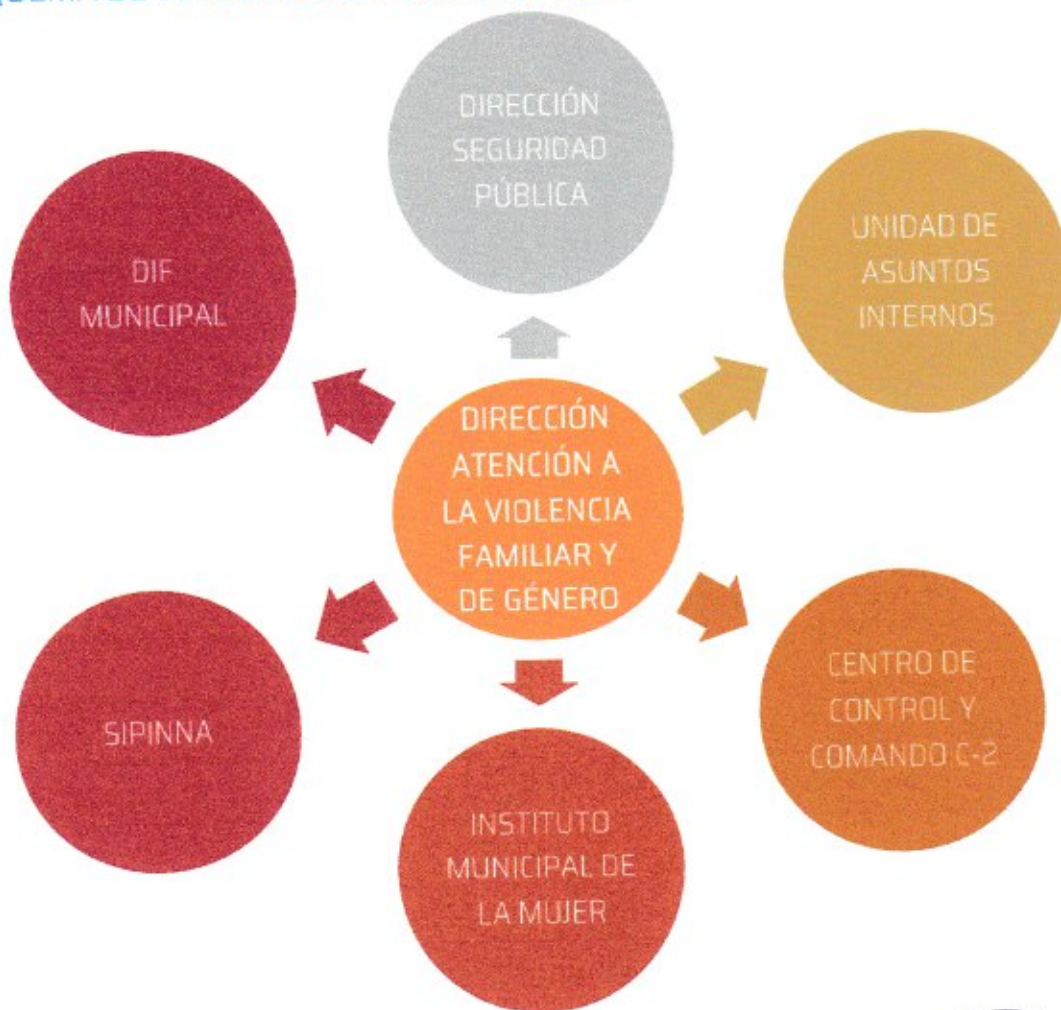 DIRECCIÓN
SEGURIDAD
PÚBLICA
UNIDAD DE
ASUNTOS
INTERNOS
DIF
MUNICIPAL
DIRECCIÓN
ATENCIÓN A
LA VIOLENCIA
FAMILIAR Y
DE GÉNERO
CENTRO DE
CONTROL Y
COMANDO C-2
SIPINNA
INSTITUTO
MUNICIPAL DE
LA MUJER